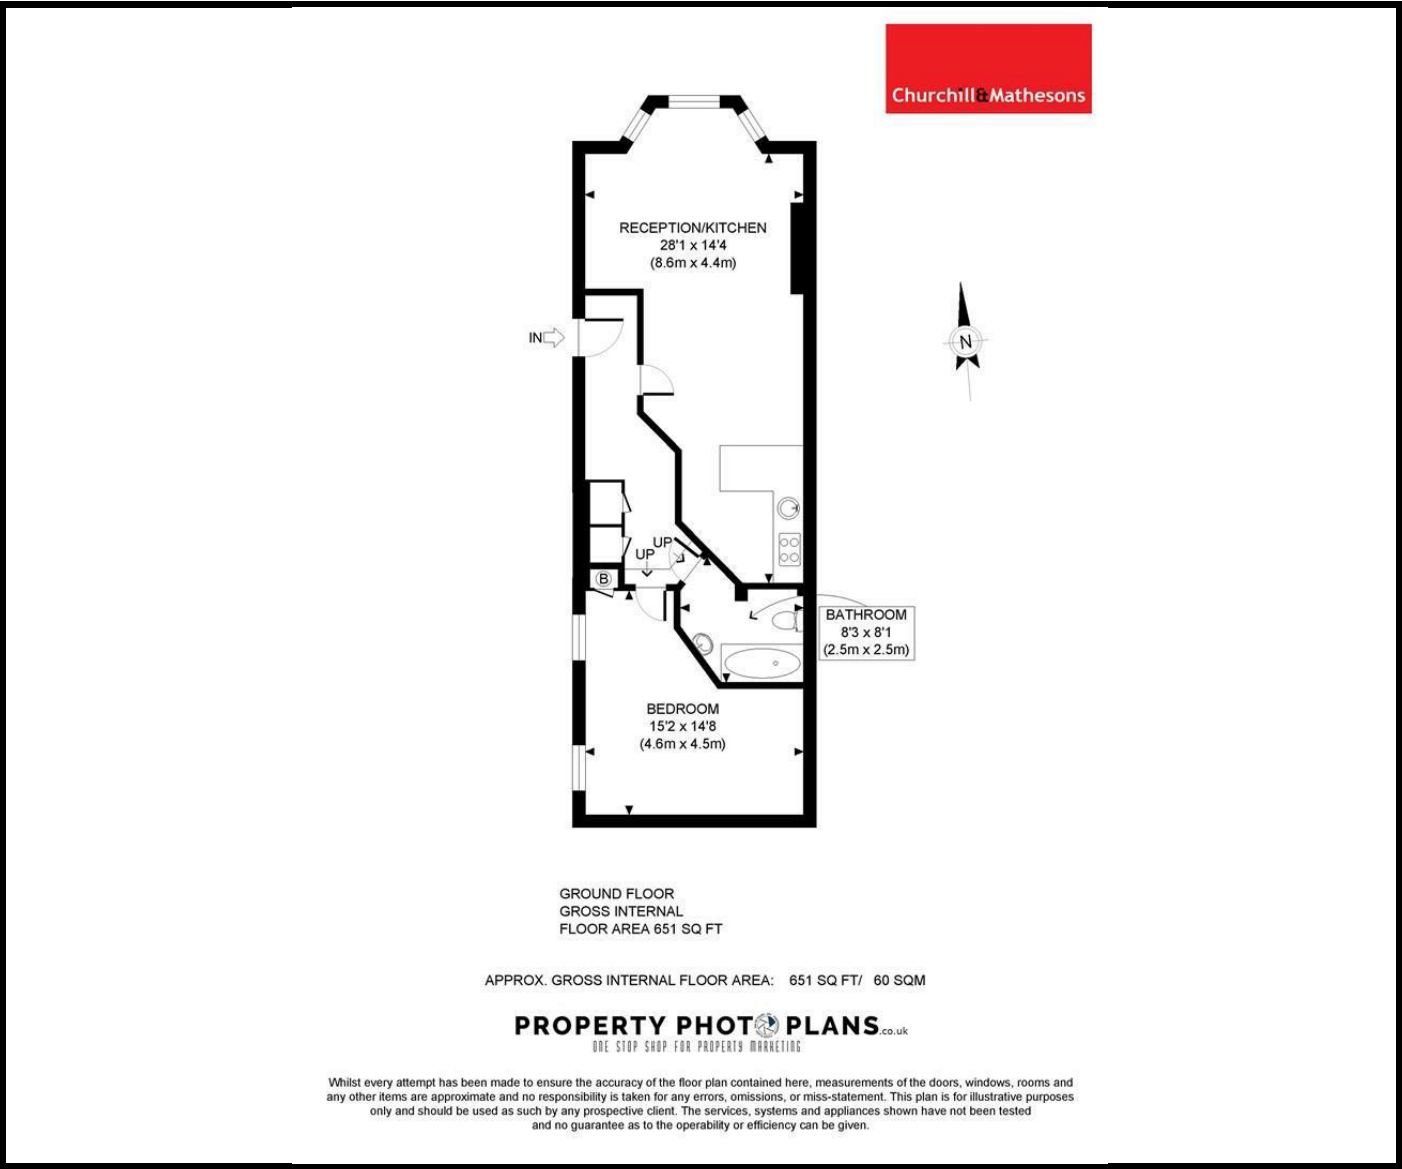 Churchill&Mathesons
RECEPTION/KITCHEN
28'1 x 14'4
(8.6m x 4.4m)
IN
N
UP
UP
B
BATHROOM
8'3 x 8'1
(2.5m x 2.5m)
BEDROOM
15'2 x 14'8
(4.6m x 4.5m)
GROUND FLOOR
GROSS INTERNAL
FLOOR AREA 651 SQ FT
APPROX. GROSS INTERNAL FLOOR AREA: 651 SQ FT/ 60 SQM
PROPERTY PHOTO PLANS.co.uk
ONE STOP SHOP FOR PROPERTY MARKETING
Whilst every attempt has been made to ensure the accuracy of the floor plan contained here, measurements of the doors, windows, rooms and
any other items are approximate and no responsibility is taken for any errors, omissions, or miss-statement. This plan is for illustrative purposes
only and should be used as such by any prospective client. The services, systems and appliances shown have not been tested
and no guarantee as to the operability or efficiency can be given.